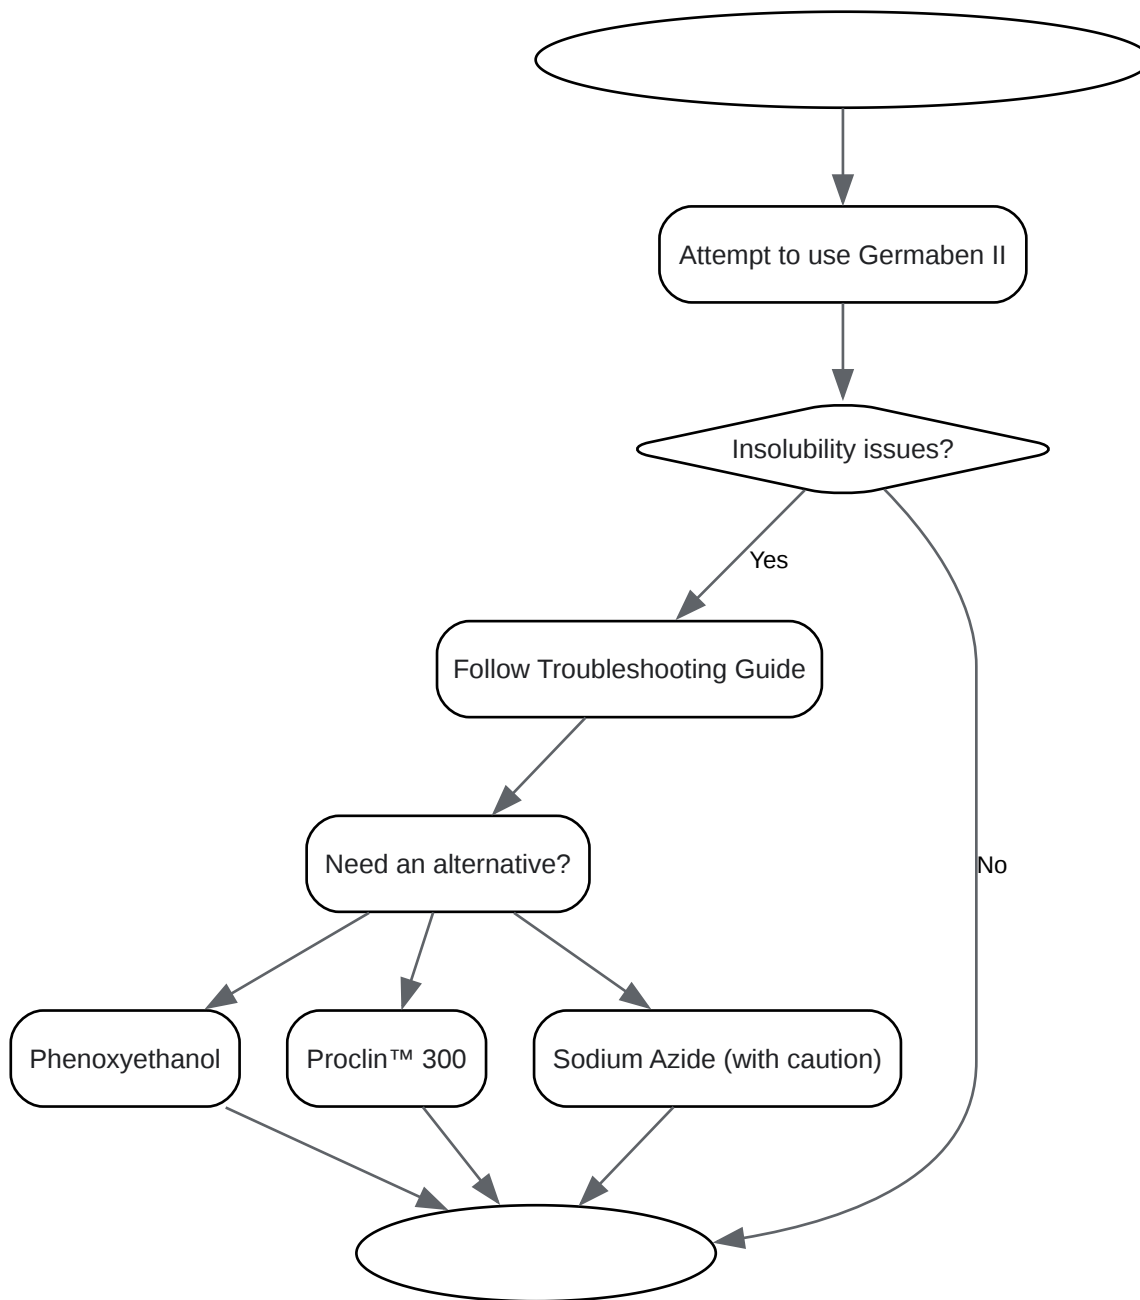 Attempt to use Germaben II
Insolubility issues?
Yes
Follow Troubleshooting Guide
Need an alternative?
No
Phenoxyethanol
Proclin™ 300
Sodium Azide (with caution)